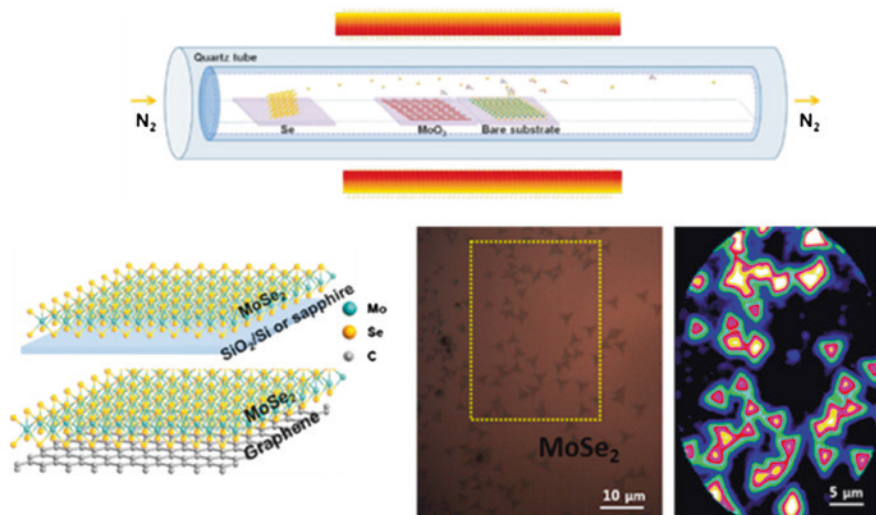 Quartz tube
N₂
N₂
Se
MoO₃
Bare substrate
MoSe₂
SiO₂/Si or sapphire
Mo
Se
C
MoSe₂
Graphene
MoSe₂
10 µm
5 µm